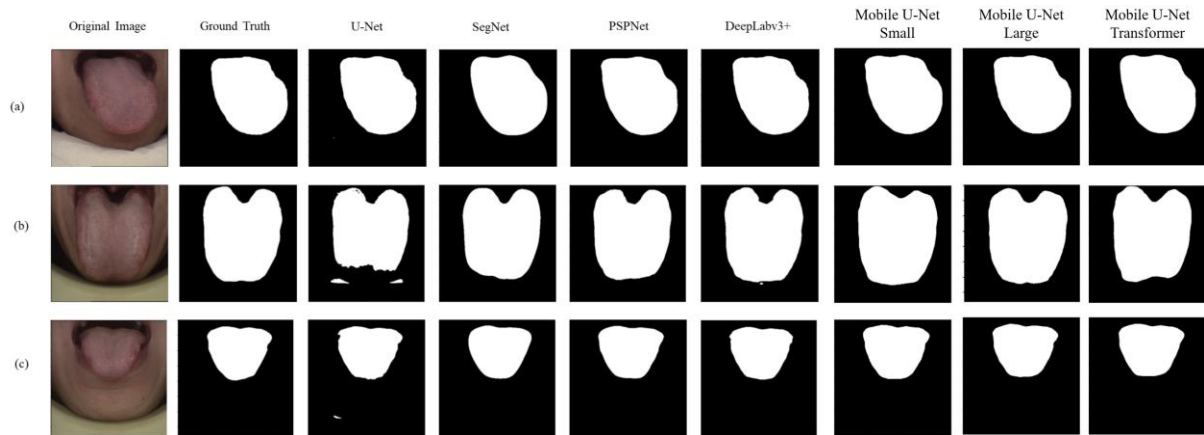 Original Image
Ground Truth
U-Net
SegNet
PSPNet
DeepLabv3+
Mobile U-Net
Small
Mobile U-Net
Large
Mobile U-Net
Transformer
(a)
(b)
(c)